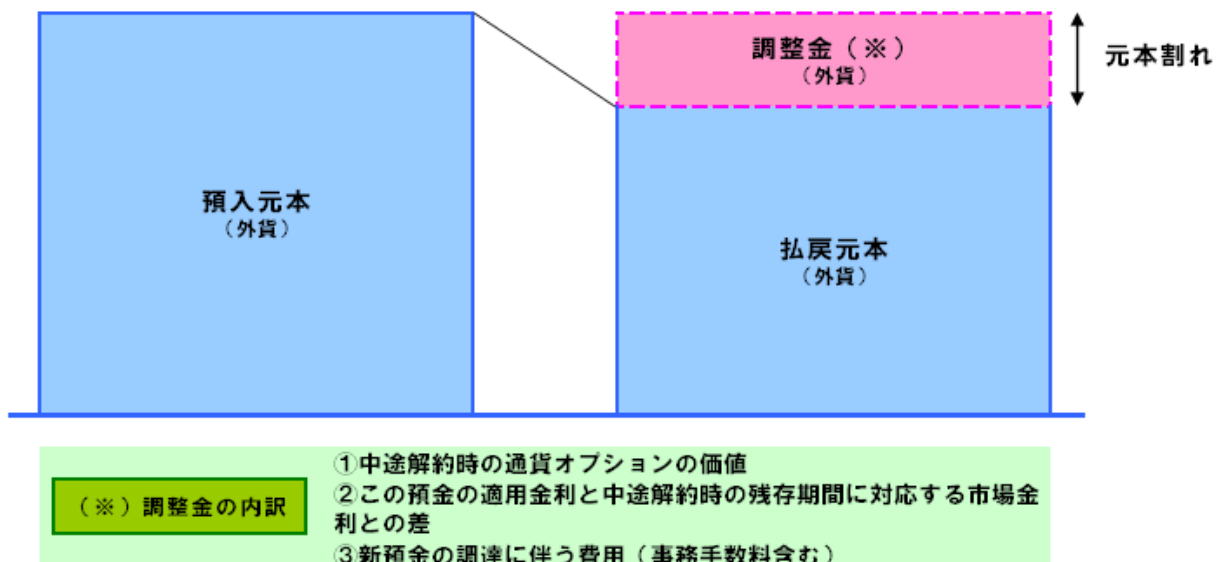 調整金（※）
（外貨）
元本割れ
預入元本
（外貨）
払戻元本
（外貨）
（※）調整金の内訳
①中途解約時の通貨オプションの価値
②この預金の適用金利と中途解約時の残存期間に対応する市場金
利との差
③新預金の調達に伴う費用（事務手数料含む）